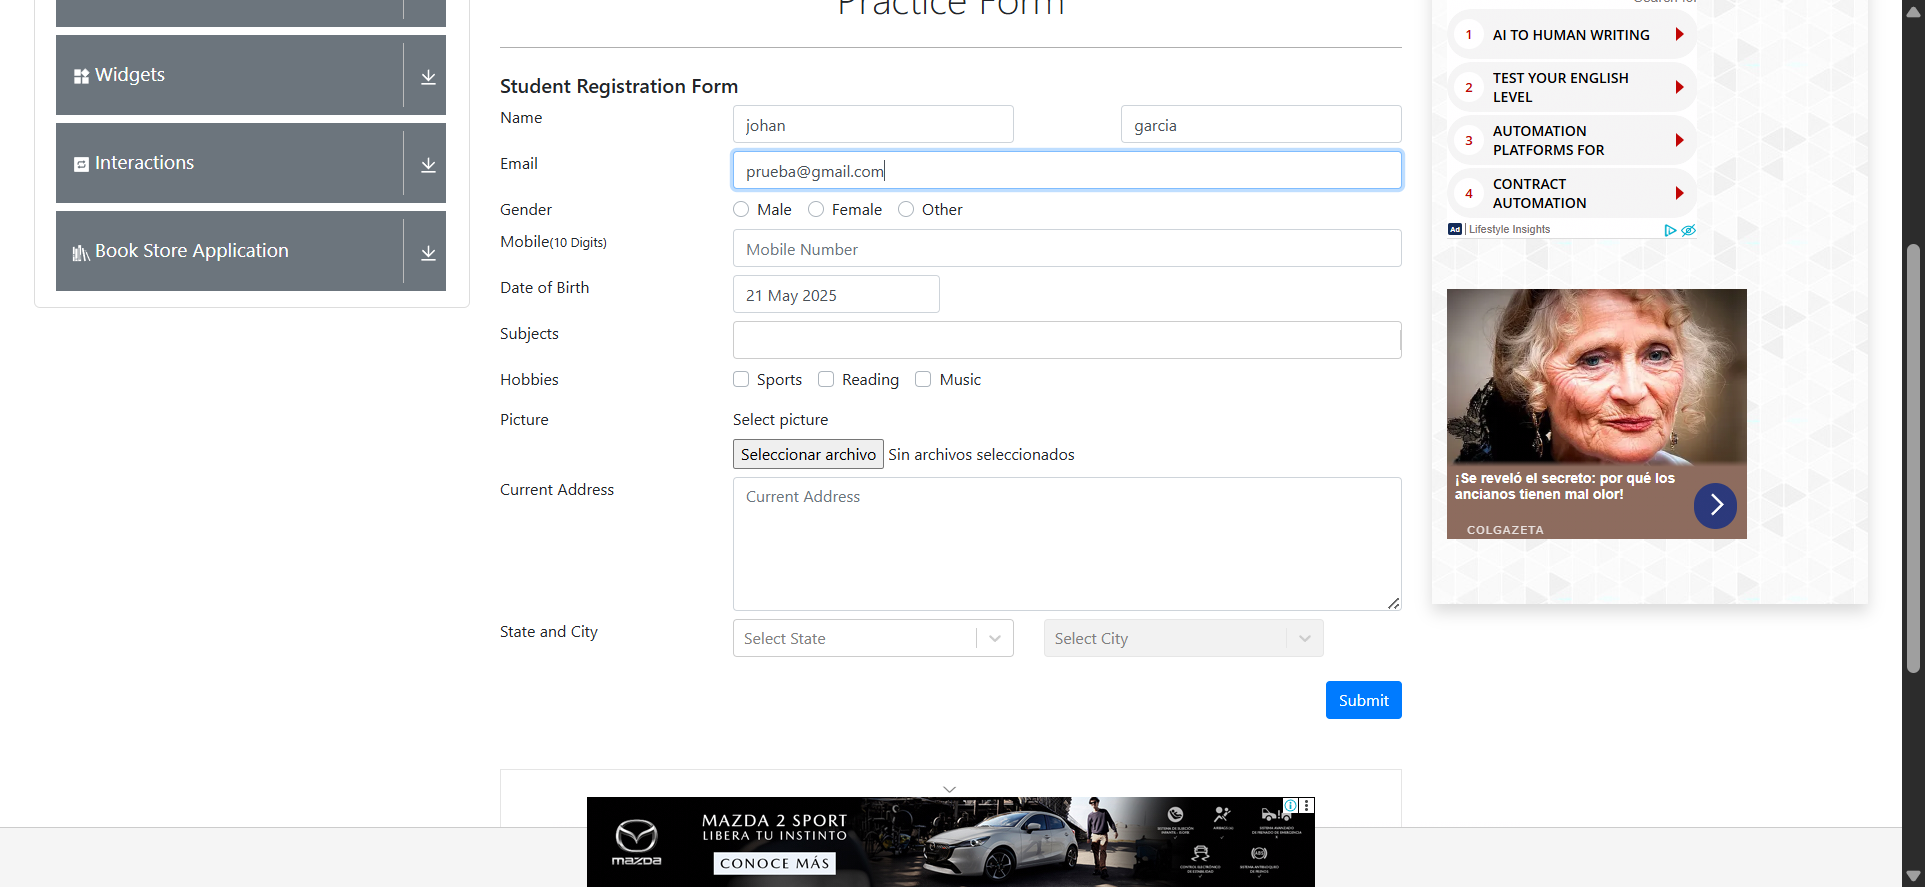 Practice Form
Widgets
Interactions
Book Store Application
Student Registration Form
Name
johan
garcia
Email
prueba@gmail.com
Gender
Male
Female
Other
Mobile(10 Digits)
Mobile Number
Date of Birth
21 May 2025
Subjects
Hobbies
Sports
Reading
Music
Picture
Select picture
Seleccionar archivo
Sin archivos seleccionados
Current Address
Current Address
State and City
Select State
Select City
Submit
Search for
1
AI TO HUMAN WRITING
2
TEST YOUR ENGLISH
LEVEL
3
AUTOMATION
PLATFORMS FOR
4
CONTRACT
AUTOMATION
Ad
Lifestyle Insights
¡Se reveló el secreto: por qué los
ancianos tienen mal olor!
COLGAZETA
mazda
MAZDA 2 SPORT
LIBERA TU INSTINTO
CONOCE MÁS